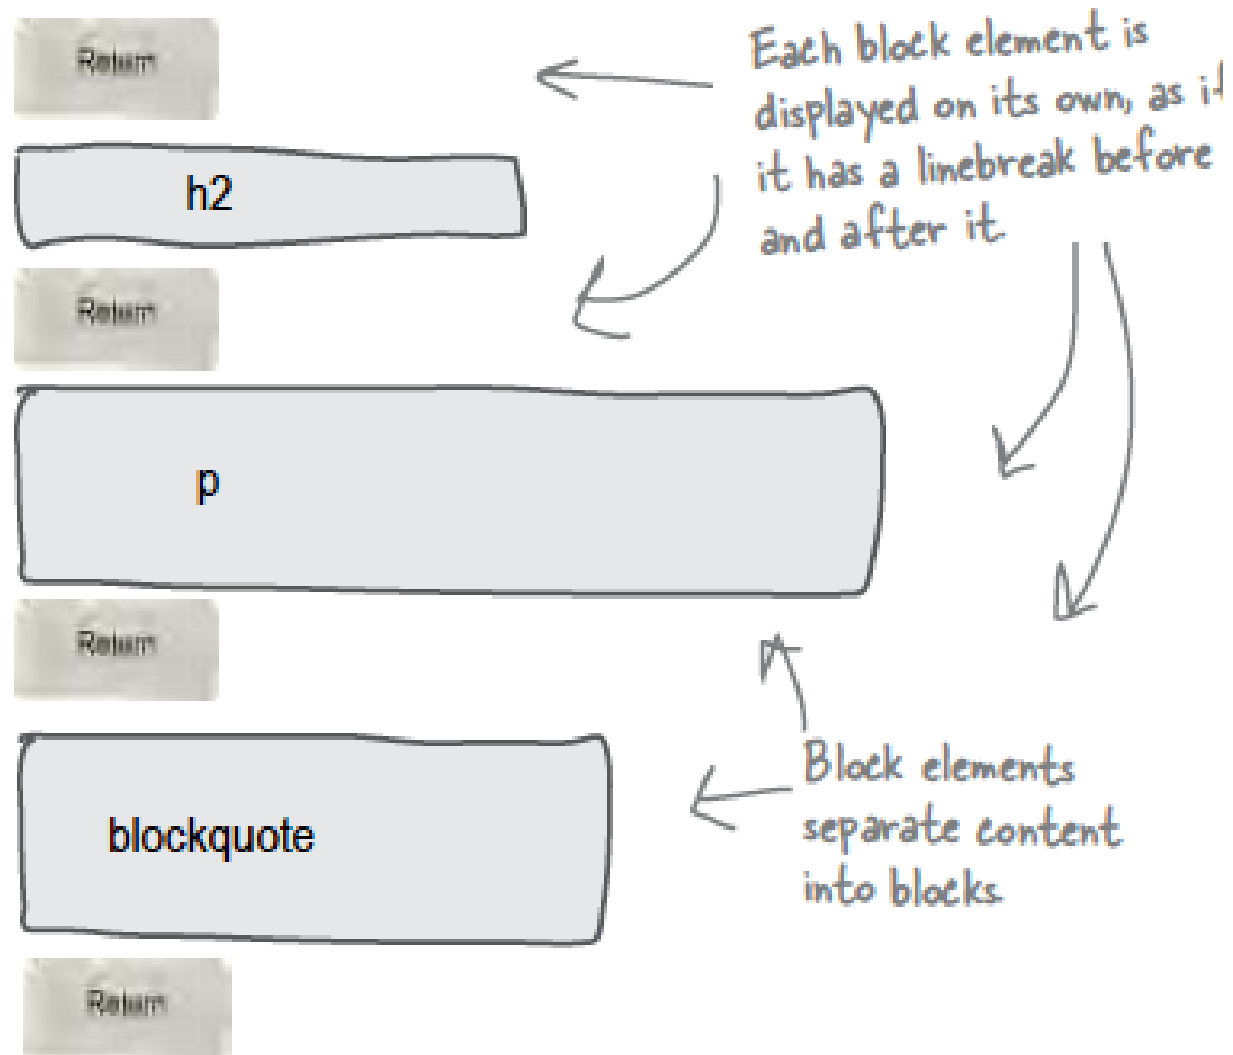 Return
Each block element is
displayed on its own, as if
it has a linebreak before
and after it.
h2
Return
p
Return
Block elements
separate content
into blocks.
blockquote
Return